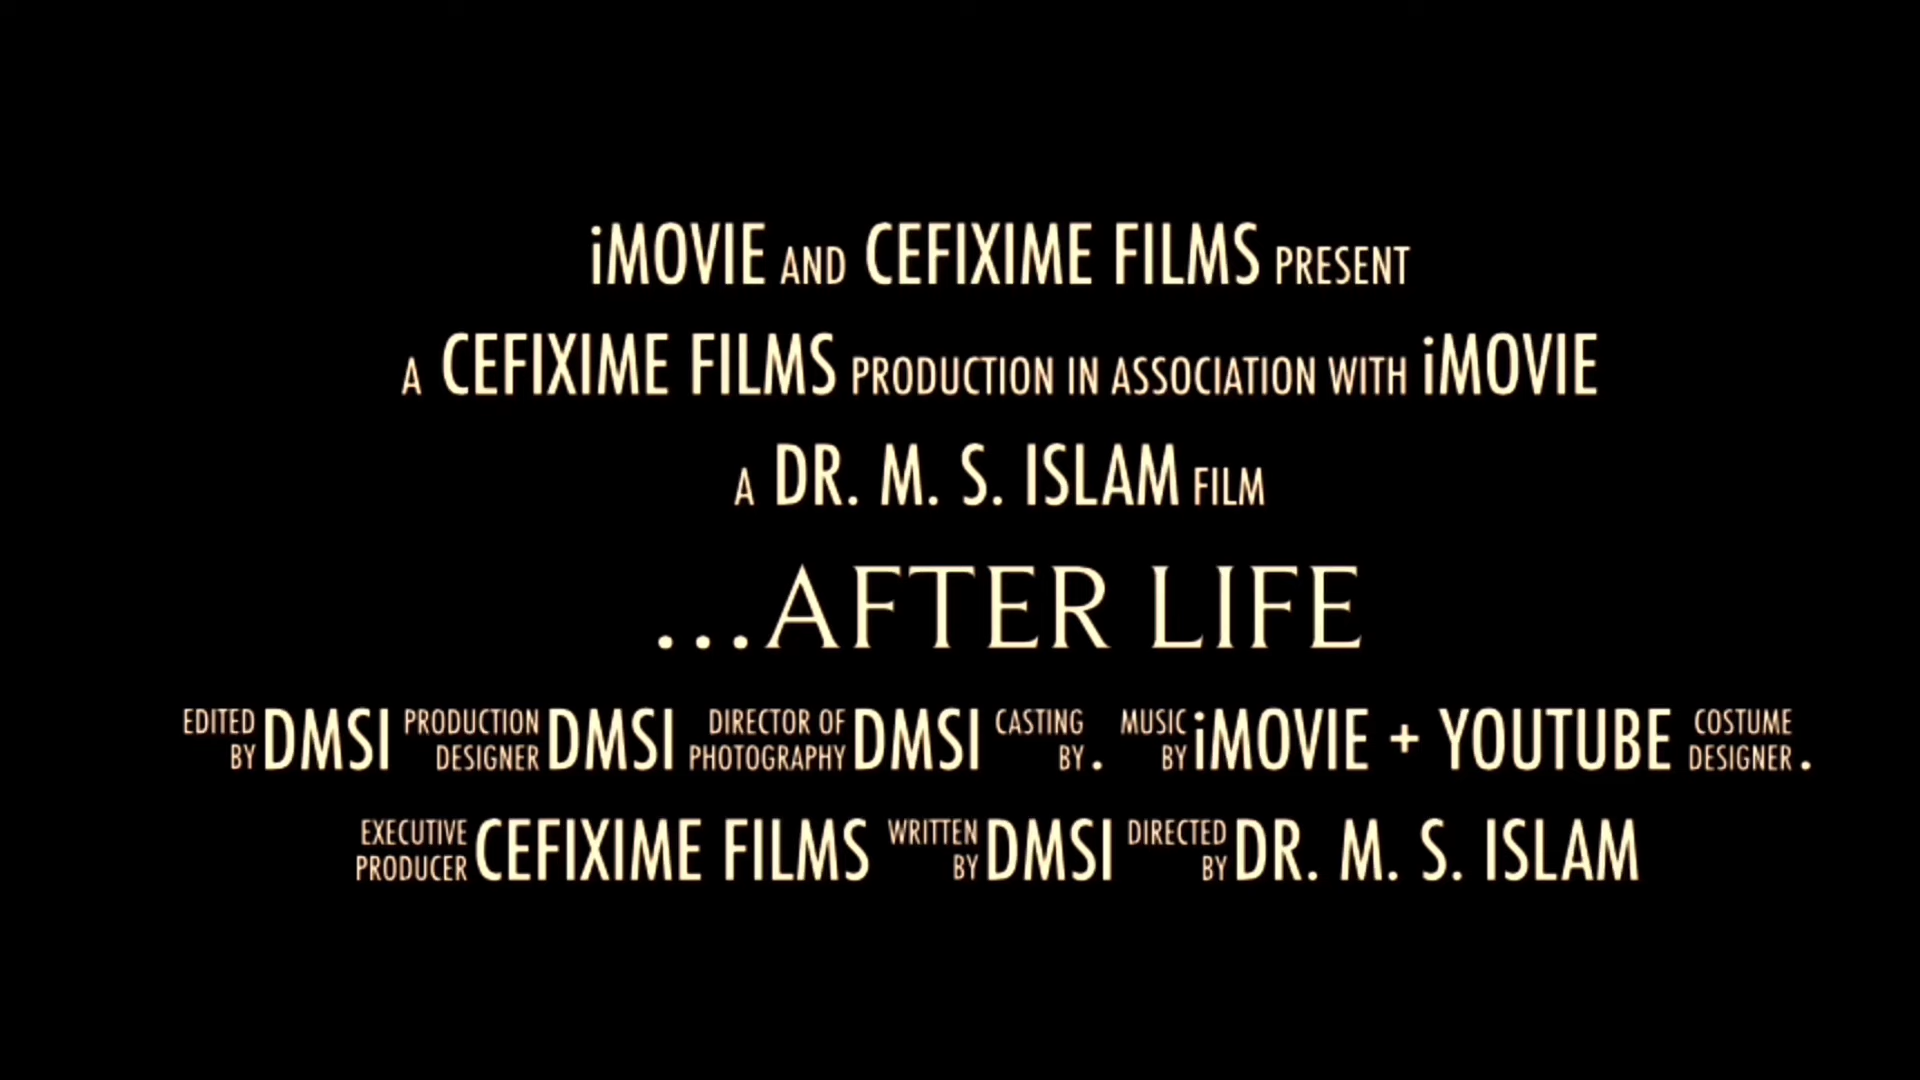 iMOVIE AND CEFIXIME FILMS PRESENT
A CEFIXIME FILMS PRODUCTION IN ASSOCIATION WITH iMOVIE
A DR. M. S. ISLAM FILM
...AFTER LIFE
EDITED BY DMSI PRODUCTION DESIGNER DMSI DIRECTOR OF PHOTOGRAPHY DMSI CASTING BY . MUSIC BY iMOVIE + YOUTUBE COSTUME DESIGNER .
EXECUTIVE PRODUCER CEFIXIME FILMS WRITTEN BY DMSI DIRECTED BY DR. M. S. ISLAM